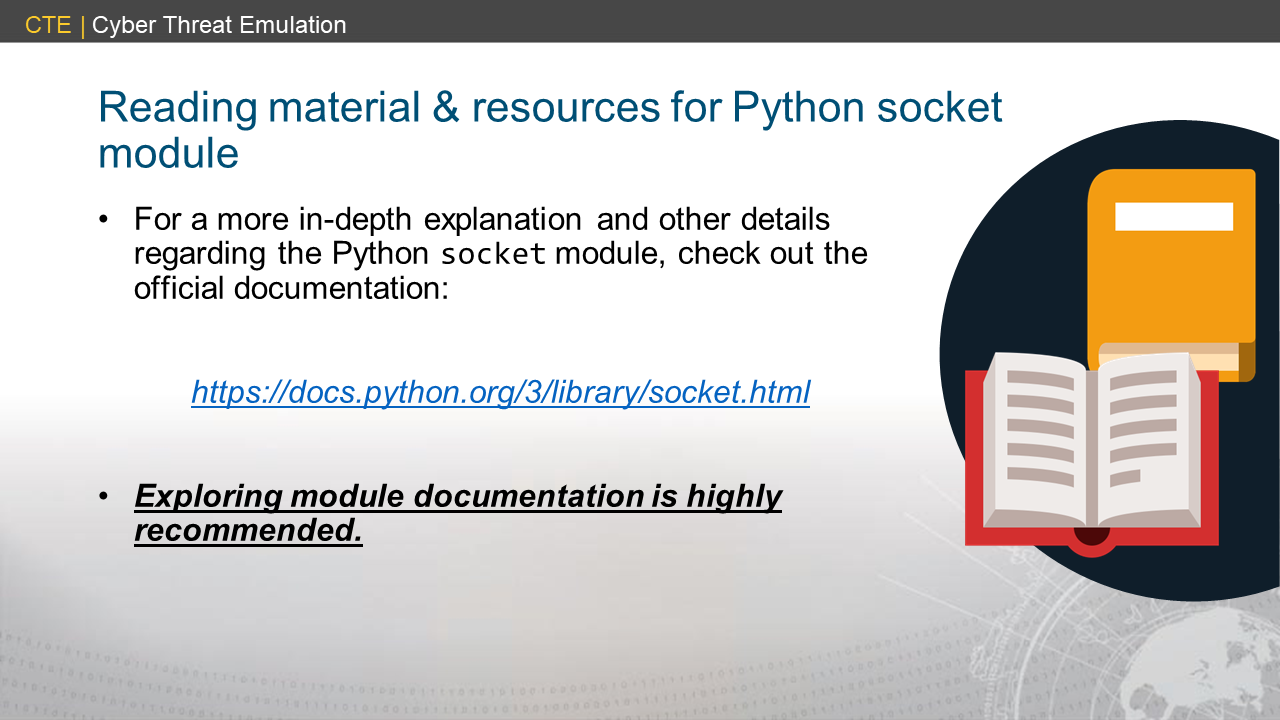 CTE | Cyber Threat Emulation
Reading material & resources for Python socket
module
• For a more in-depth explanation and other details
regarding the Python socket module, check out the
official documentation:
https://docs.python.org/3/library/socket.html
• Exploring module documentation is highly
recommended.